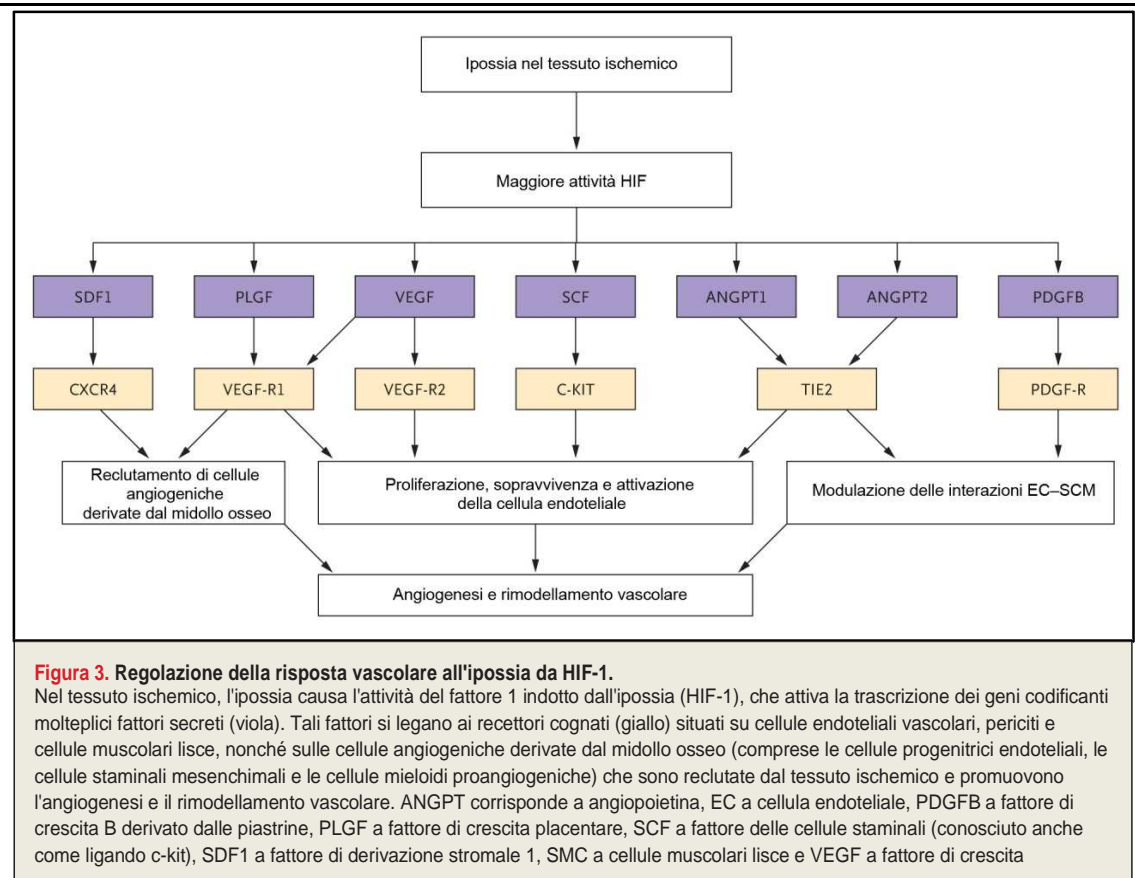 Ipossia nel tessuto ischemico
Maggiore attività HIF
SDF1
PLGF
VEGF
SCF
ANGPT1
ANGPT2
PDGFB
CXCR4
VEGF-R1
VEGF-R2
C-KIT
TIE2
PDGF-R
Reclutamento di cellule
angiogeniche
derivate dal midollo osseo
Proliferazione, sopravvivenza e attivazione
della cellula endoteliale
Modulazione delle interazioni EC–SCM
Angiogenesi e rimodellamento vascolare
Figura 3. Regolazione della risposta vascolare all'ipossia da HIF-1.
Nel tessuto ischemico, l'ipossia causa l'attività del fattore 1 indotto dall'ipossia (HIF-1), che attiva la trascrizione dei geni codificanti
molteplici fattori secreti (viola). Tali fattori si legano ai recettori cognati (giallo) situati su cellule endoteliali vascolari, periciti e
cellule muscolari lisce, nonché sulle cellule angiogeniche derivate dal midollo osseo (comprese le cellule progenitrici endoteliali, le
cellule staminali mesenchimali e le cellule mieloidi proangiogeniche) che sono reclutate dal tessuto ischemico e promuovono
l'angiogenesi e il rimodellamento vascolare. ANGPT corrisponde a angiopoietina, EC a cellula endoteliale, PDGFB a fattore di
crescita B derivato dalle piastrine, PLGF a fattore di crescita placentare, SCF a fattore delle cellule staminali (conosciuto anche
come ligando c-kit), SDF1 a fattore di derivazione stromale 1, SMC a cellule muscolari lisce e VEGF a fattore di crescita